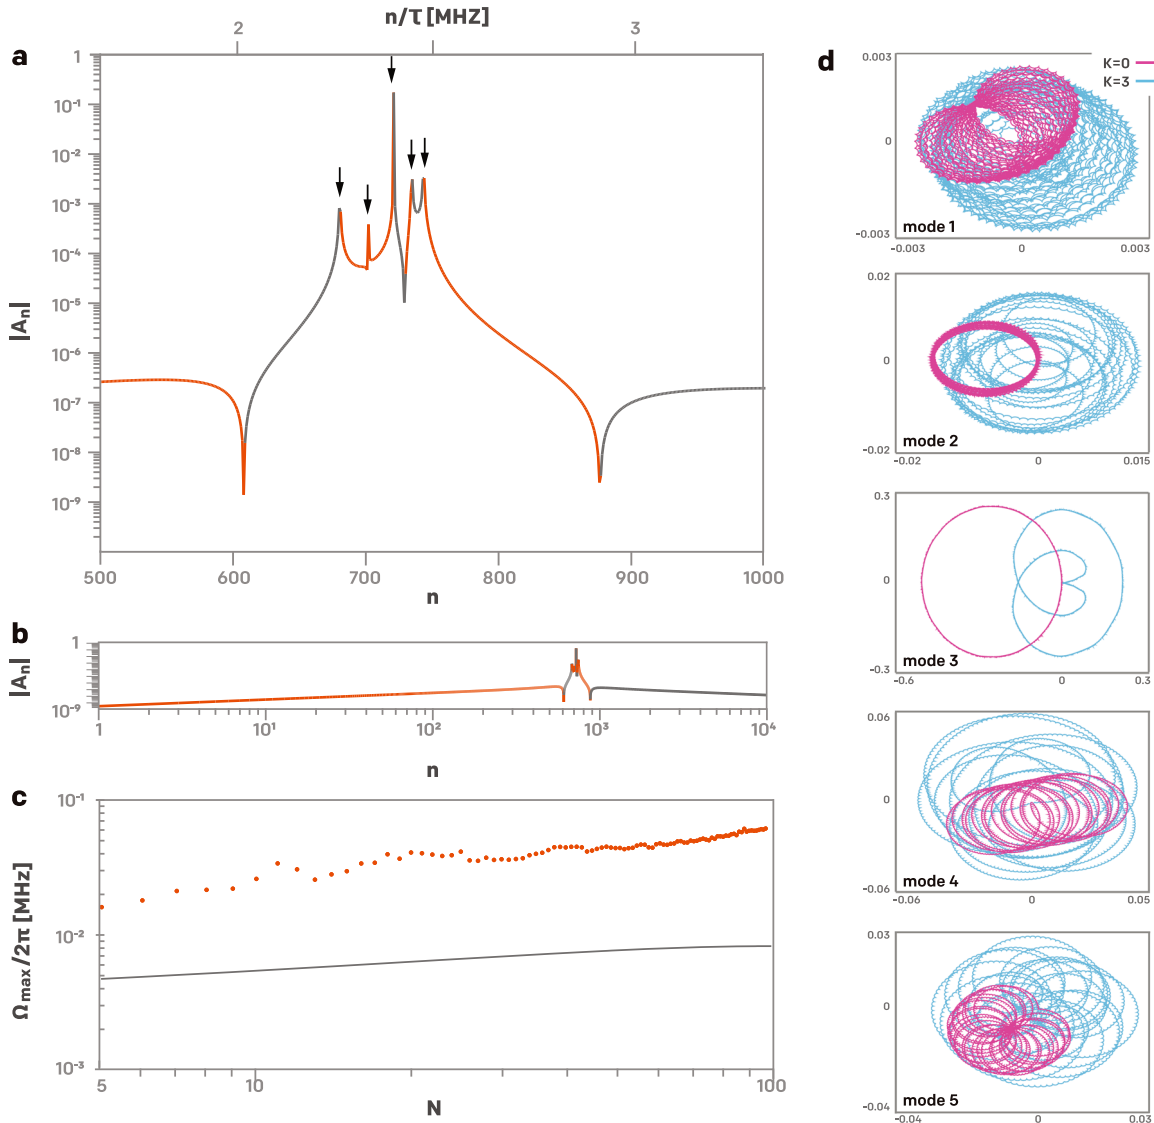 n/τ [MHZ]
2 3
a
1
10-1
10-2
10-3
10-4
10-5
10-6
10-7
10-8
10-9
|An|
500 600 700 800 900 1000
n
b
1
10-9
|An|
1 10¹ 10² 10³ 10⁴
n
c
10-1
10-2
10-3
Ωmax/2π [MHz]
5 10 100
N
d
K=0
K=3
0.003
0
-0.003
mode 1
-0.003 0 0.003
0.02
0
-0.02
mode 2
-0.02 0 0.015
0.3
0
-0.3
mode 3
-0.6 0 0.3
0.06
0
-0.06
mode 4
-0.06 0 0.05
0.03
0
-0.04
mode 5
-0.04 0 0.03